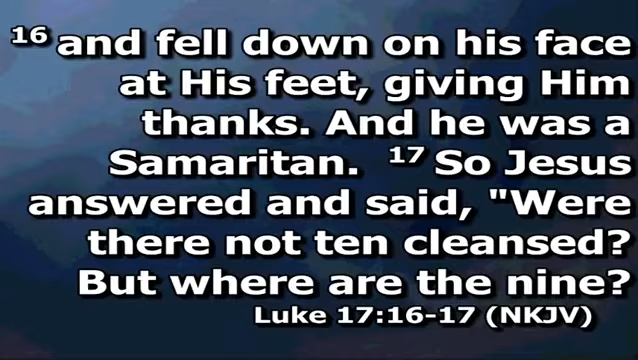 16 and fell down on his face
at His feet, giving Him
thanks. And he was a
Samaritan. 17 So Jesus
answered and said, "Were
there not ten cleansed?
But where are the nine?
Luke 17:16-17 (NKJV)